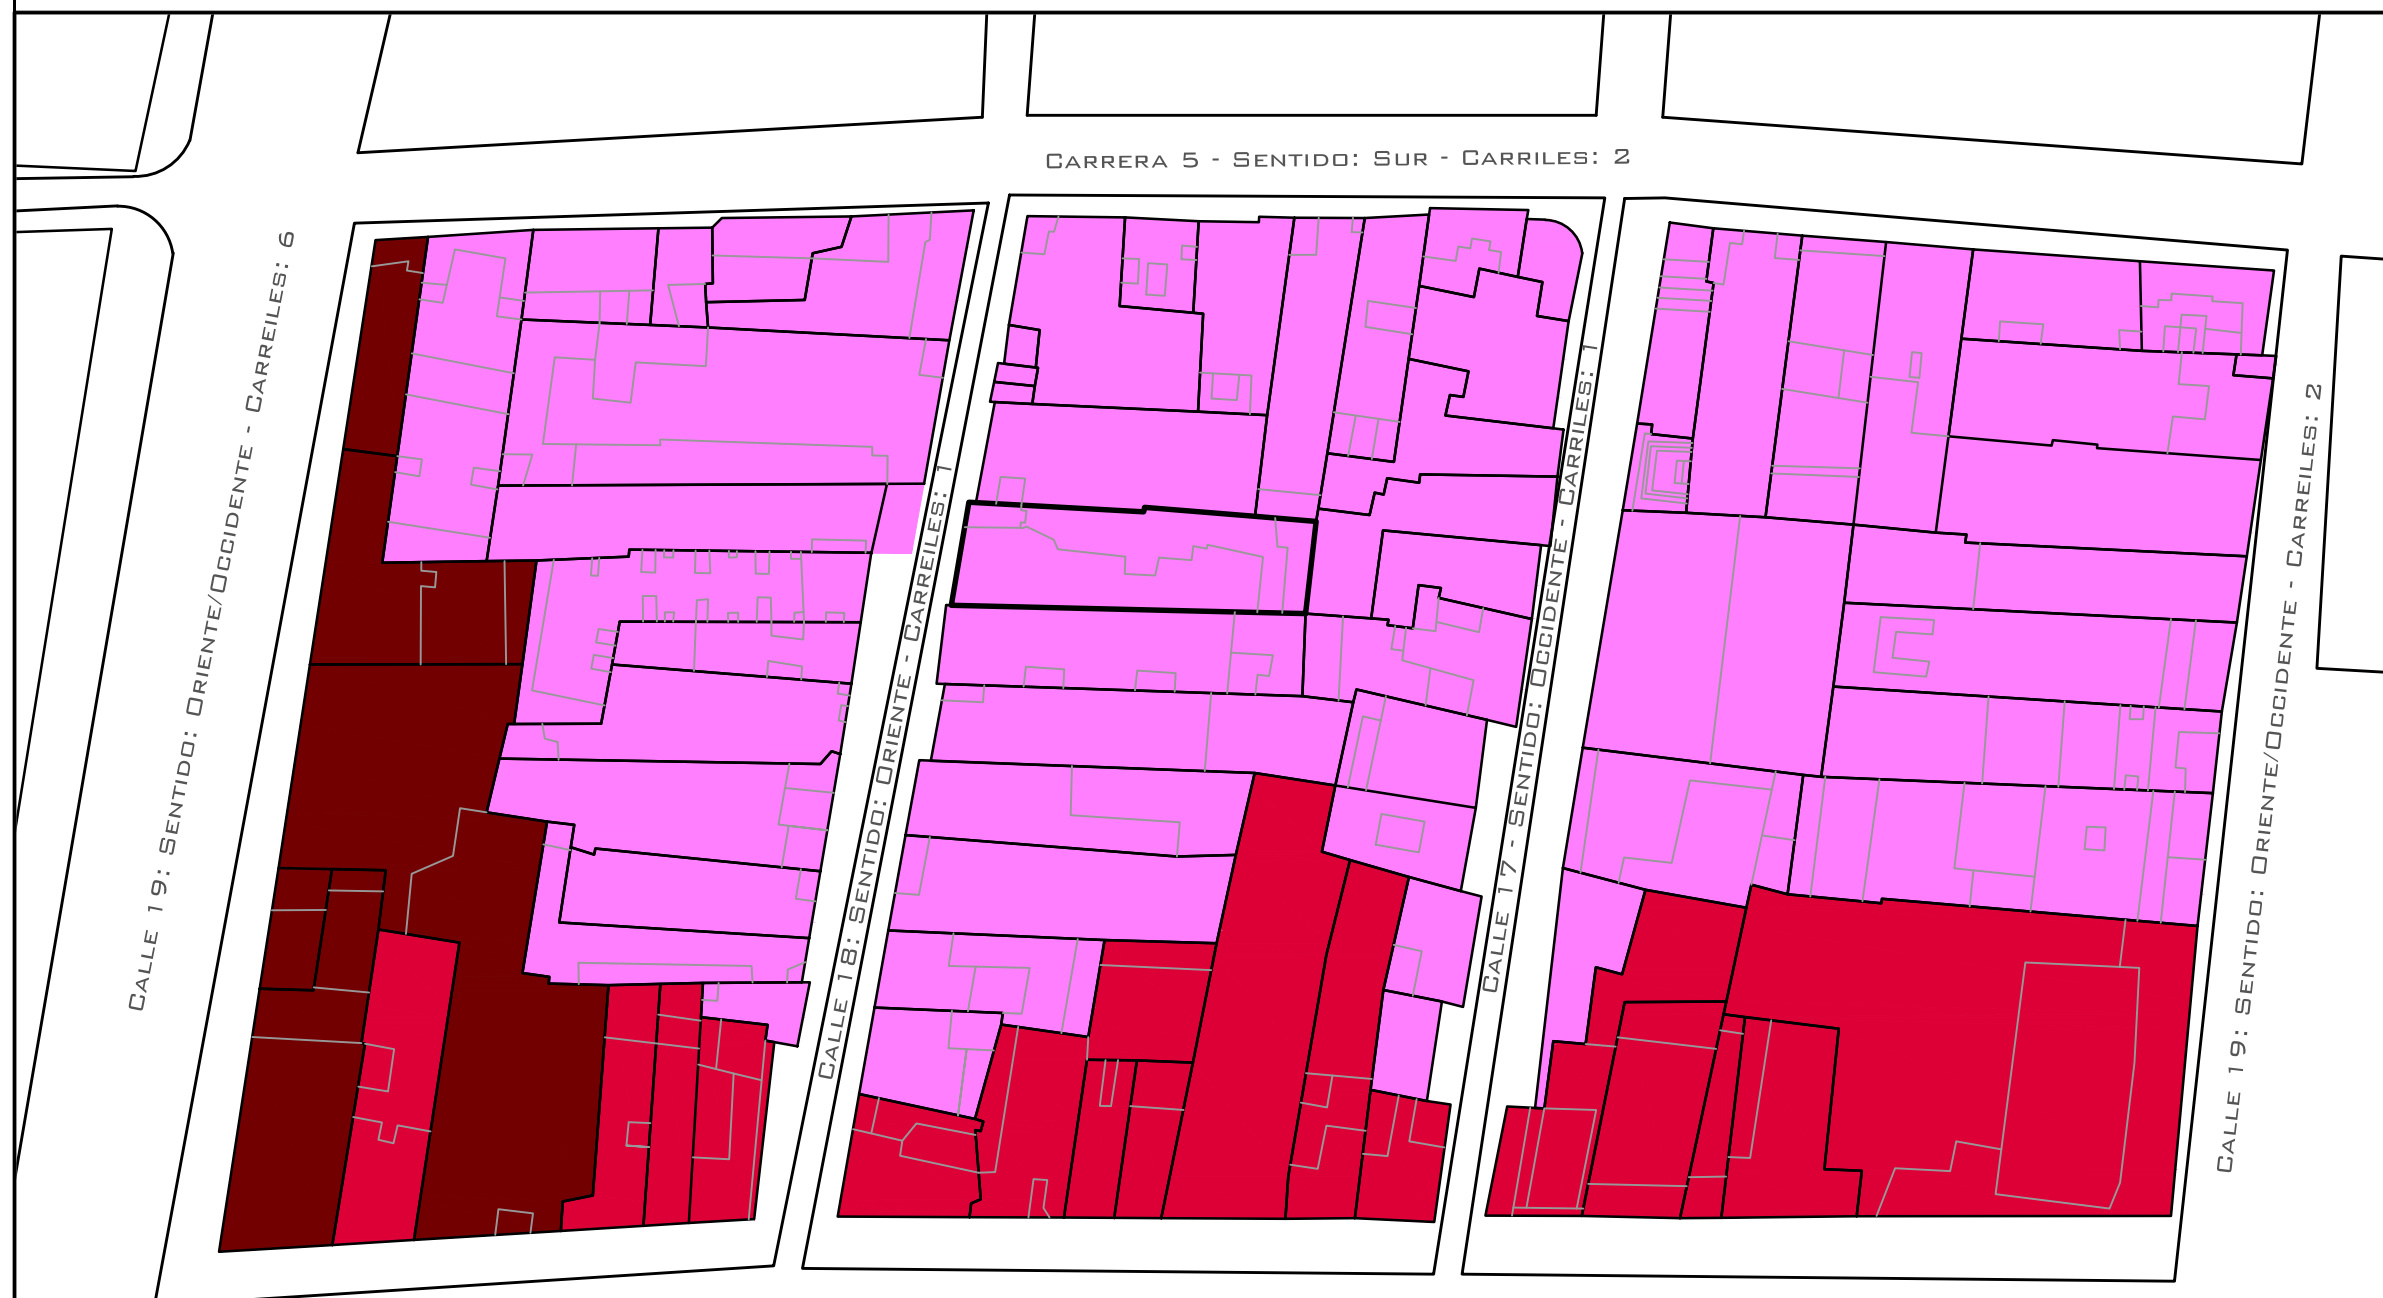 Carrera 5 - Sentido: Sur - Carriles: 2
Calle 19: Sentido: Oriente/Occidente - Carreiles: 6
Calle 18: Sentido: Oriente - Carreiles: 1
Calle 17 - Sentido: Occidente - Carriles: 1
Calle 19: Sentido: Oriente/Occidente - Carreiles: 2